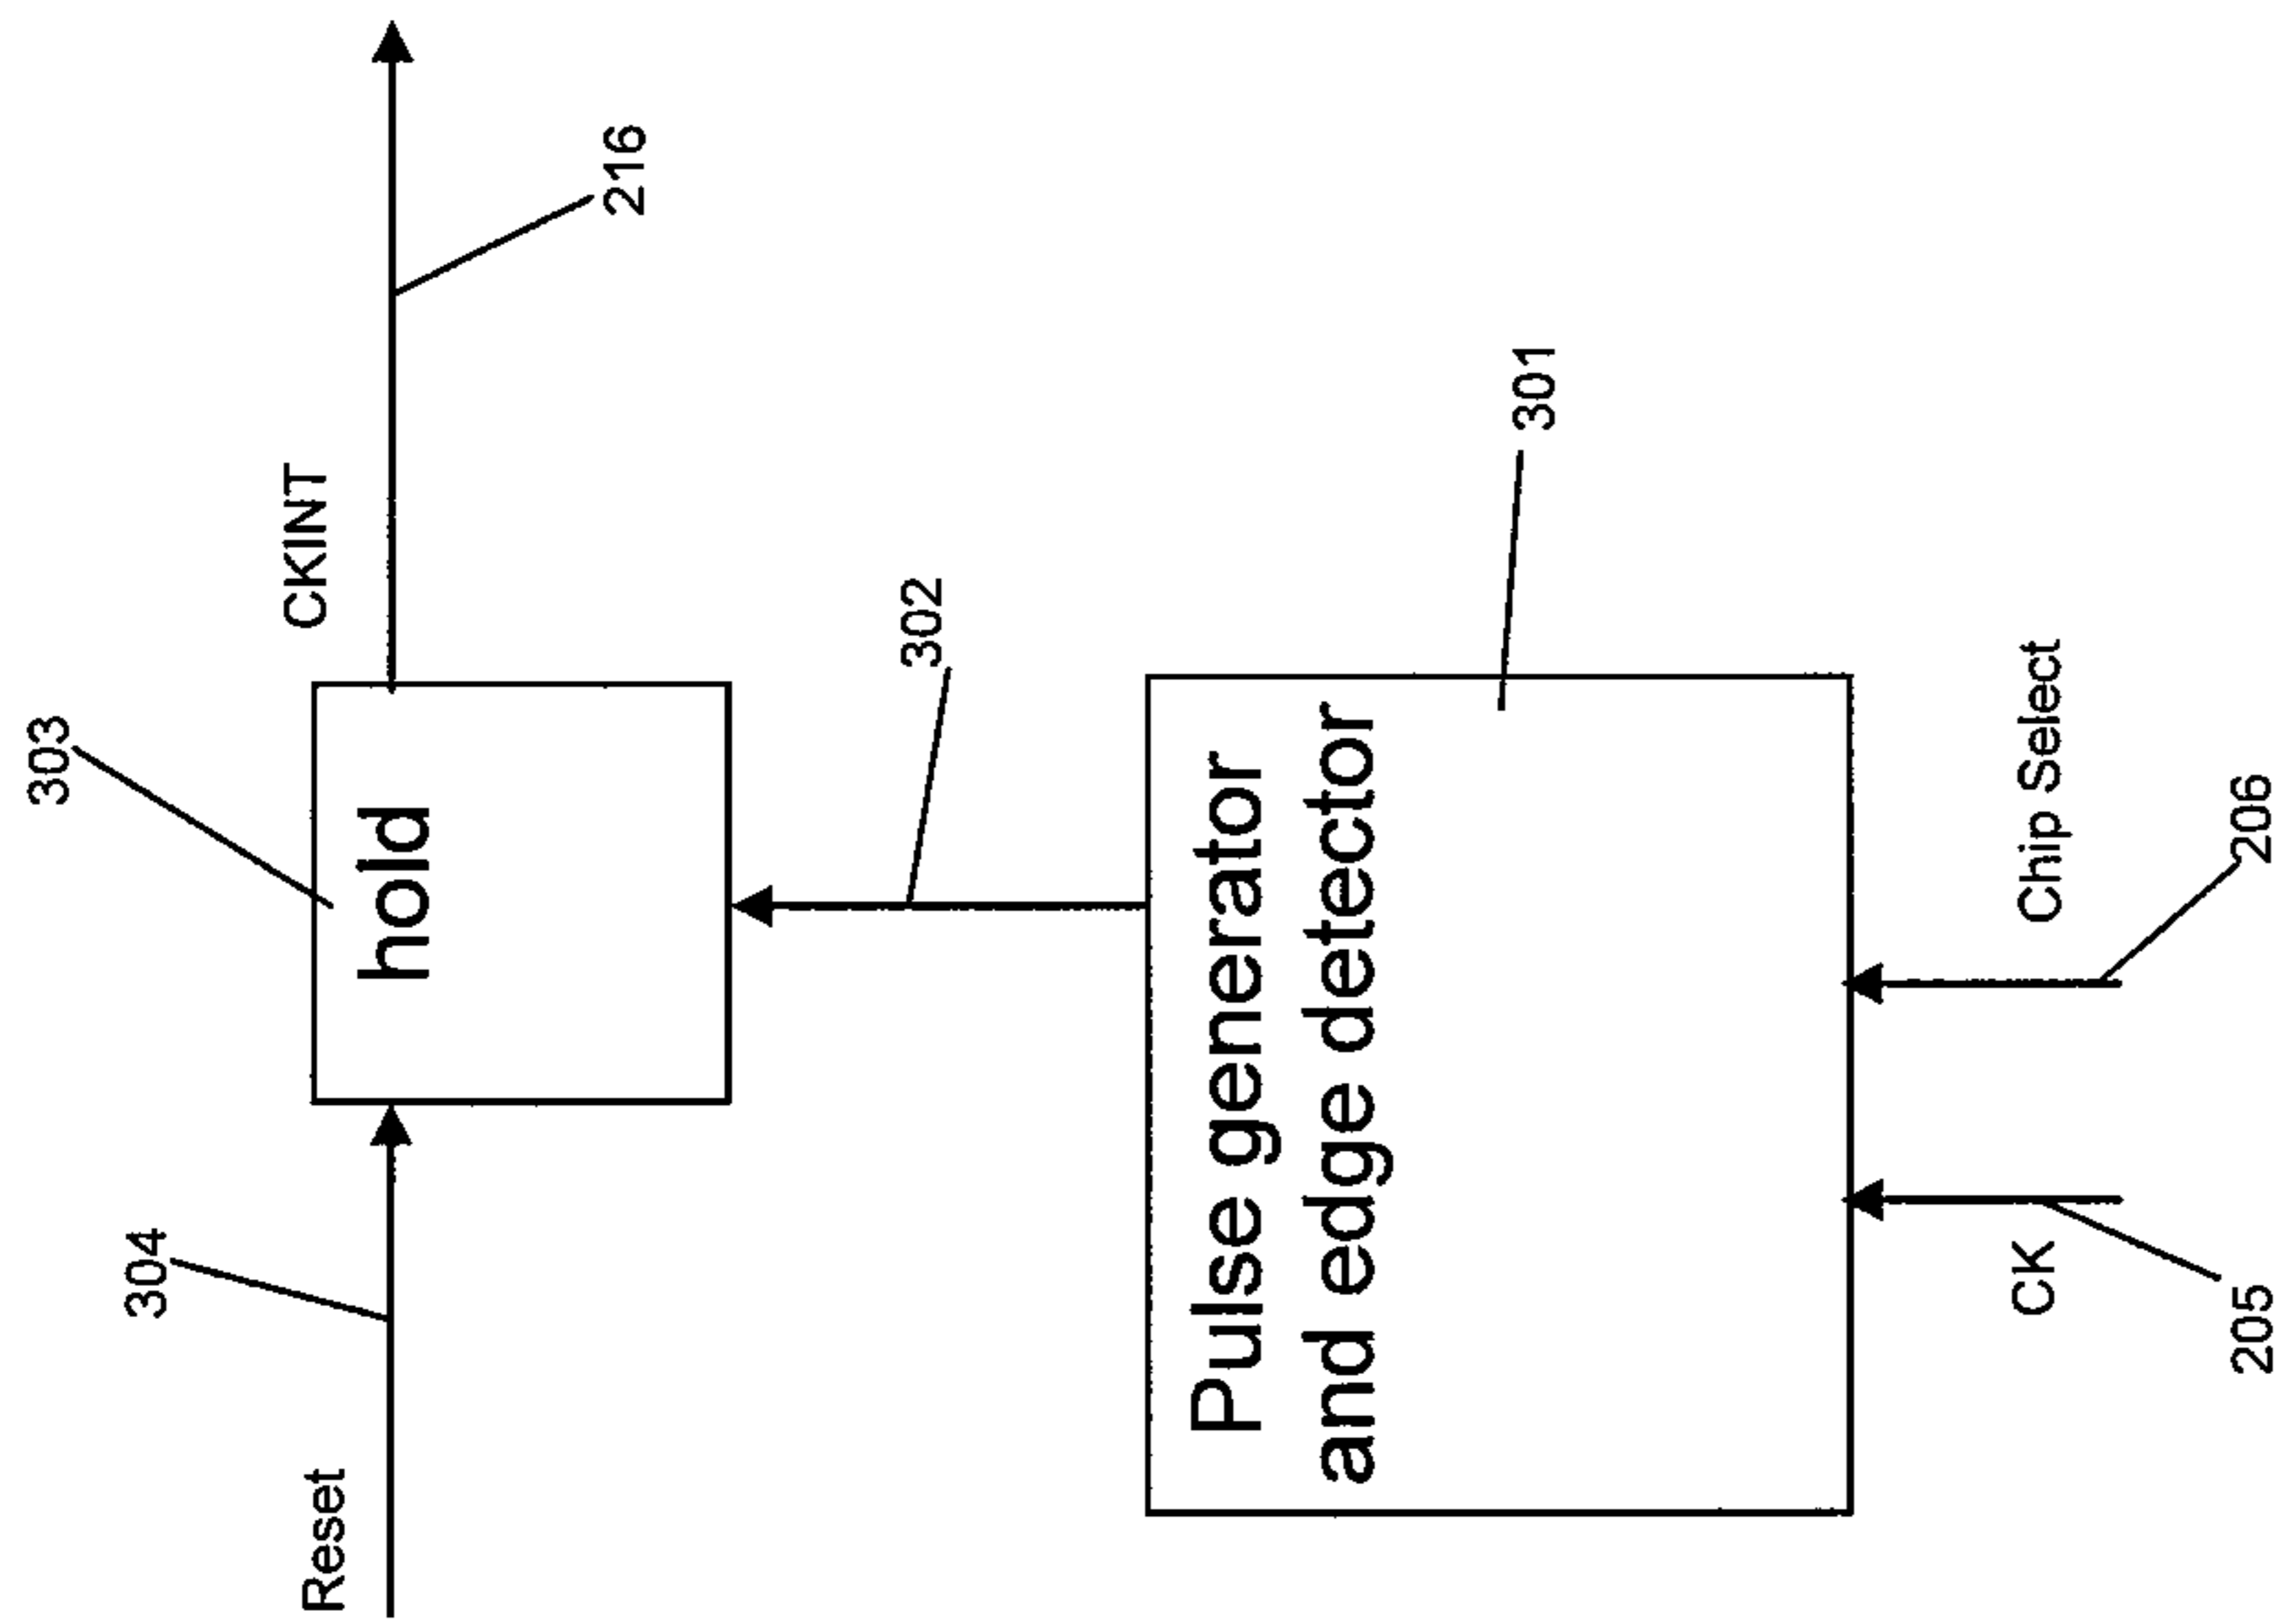 303
hold
CKINT
216
304
Reset
302
Pulse generator
and edge detector
301
CK
205
Chip Select
206